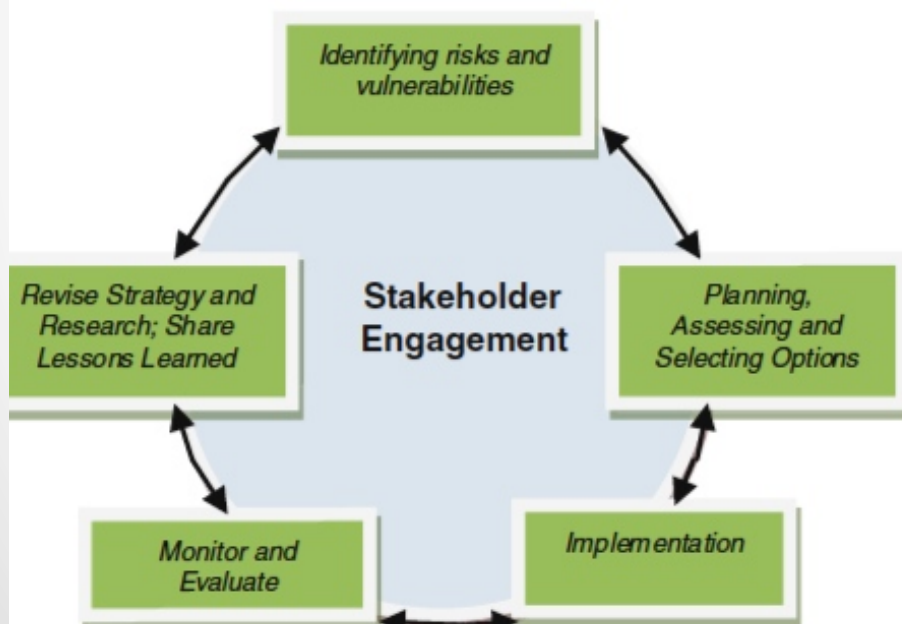 Identifying risks and
vulnerabilities
Stakeholder
Engagement
Revise Strategy and
Research; Share
Lessons Learned
Planning,
Assessing and
Selecting Options
Monitor and
Evaluate
Implementation